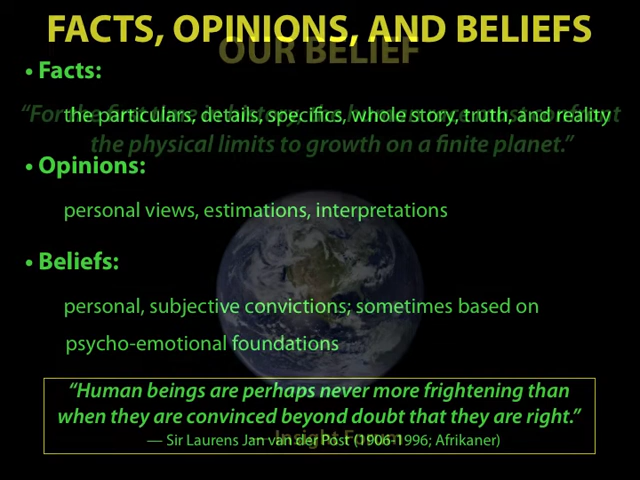 FACTS, OPINIONS, AND BELIEFS
OUR BELIEF
• Facts:
the particulars, details, specifics, whole story, truth, and reality
the physical limits to growth on a finite planet.”
• Opinions:
personal views, estimations, interpretations
• Beliefs:
personal, subjective convictions; sometimes based on
psycho-emotional foundations
“Human beings are perhaps never more frightening than
when they are convinced beyond doubt that they are right.”
— Sir Laurens Jan van der Post (1906-1996; Afrikaner)
— Insight Forum